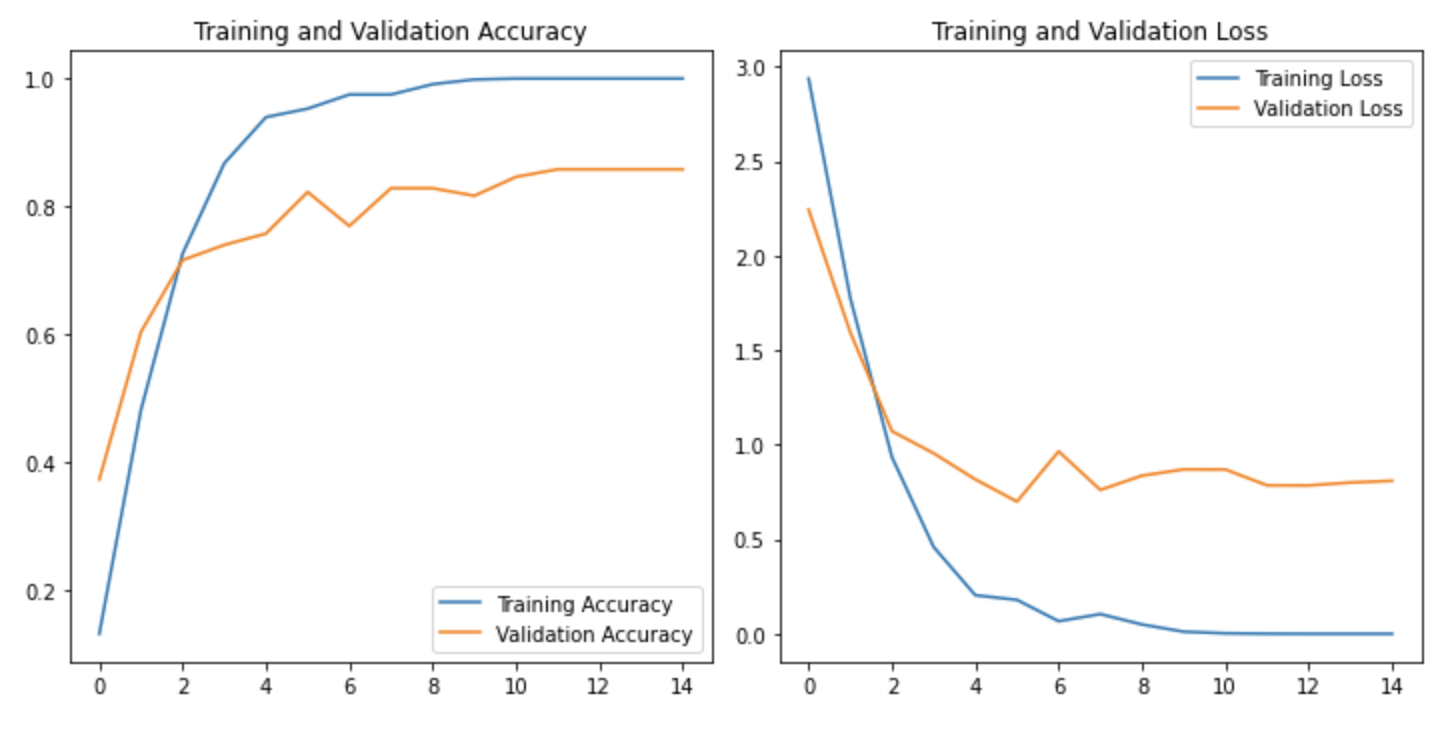 Training and Validation Accuracy
1.0
0.8
0.6
0.4
0.2
Training Accuracy
Validation Accuracy
0 2 4 6 8 10 12 14
Training and Validation Loss
3.0
2.5
2.0
1.5
1.0
0.5
0.0
Training Loss
Validation Loss
0 2 4 6 8 10 12 14